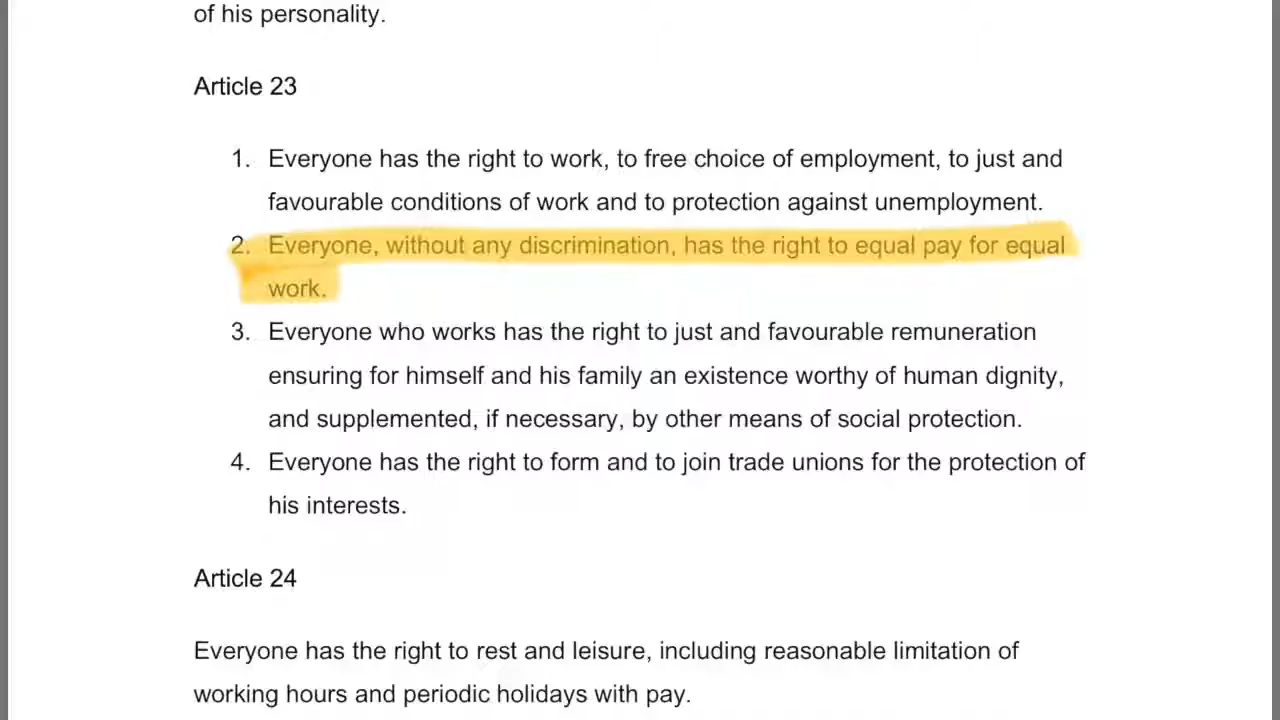 of his personality.
Article 23
1. Everyone has the right to work, to free choice of employment, to just and
favourable conditions of work and to protection against unemployment.
2. Everyone, without any discrimination, has the right to equal pay for equal
work.
3. Everyone who works has the right to just and favourable remuneration
ensuring for himself and his family an existence worthy of human dignity,
and supplemented, if necessary, by other means of social protection.
4. Everyone has the right to form and to join trade unions for the protection of
his interests.
Article 24
Everyone has the right to rest and leisure, including reasonable limitation of
working hours and periodic holidays with pay.